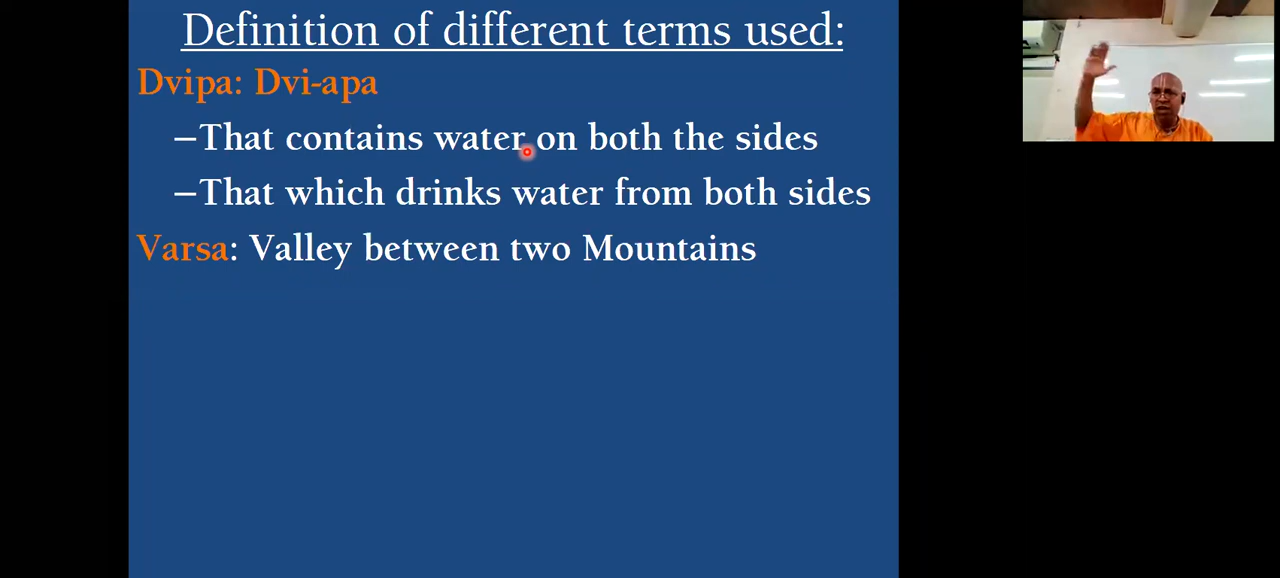 Definition of different terms used:
Dvipa: Dvi-apa
–That contains water on both the sides
–That which drinks water from both sides
Varsa: Valley between two Mountains